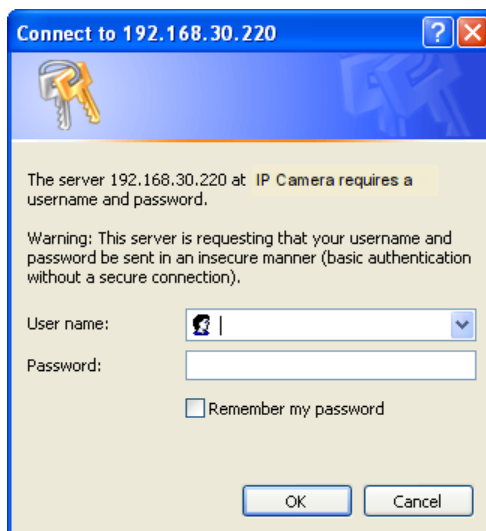 Connect to 192.168.30.220
The server 192.168.30.220 at IP Camera requires a
username and password.
Warning: This server is requesting that your username and
password be sent in an insecure manner (basic authentication
without a secure connection).
User name:
Password:
Remember my password
OK Cancel